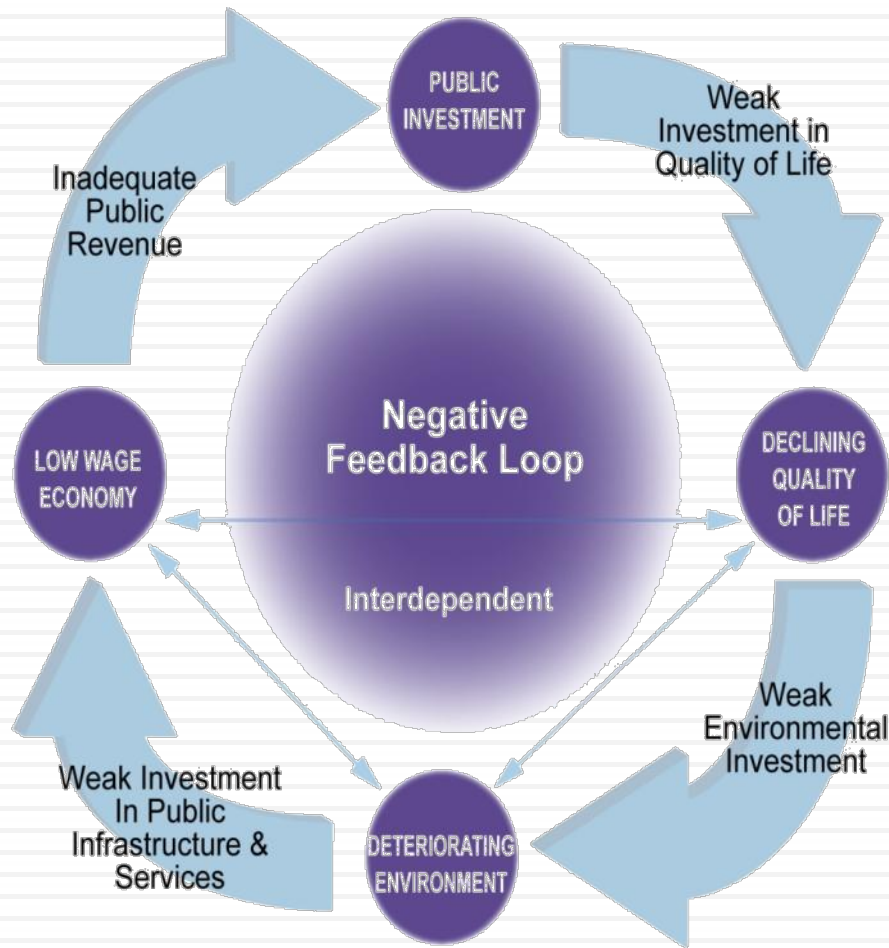 PUBLIC
INVESTMENT
Weak
Investment in
Quality of Life
Inadequate
Public
Revenue
Negative
Feedback Loop
Interdependent
LOW WAGE
ECONOMY
DECLINING
QUALITY
OF LIFE
Weak
Environmental
Investment
Weak Investment
In Public
Infrastructure &
Services
DETERIORATING
ENVIRONMENT